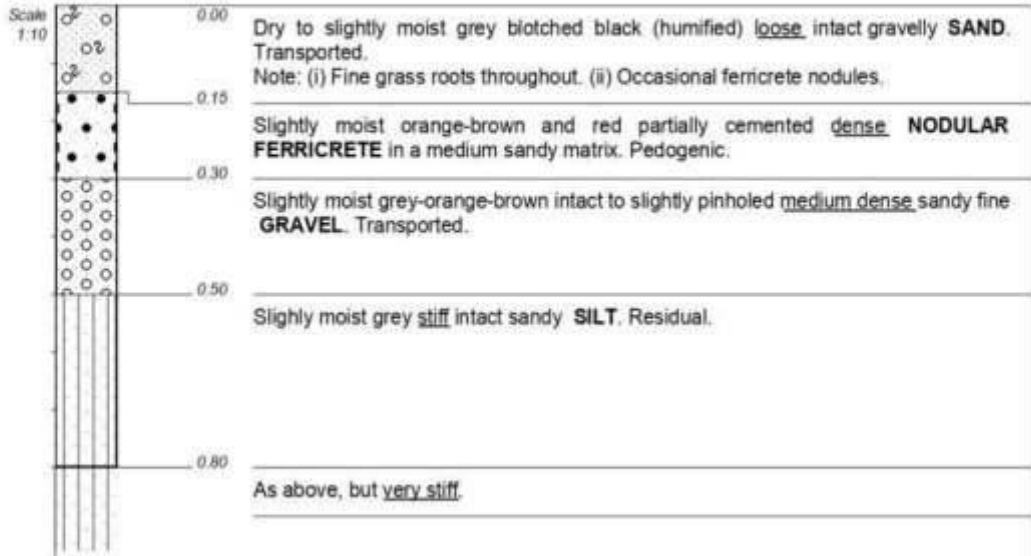 Scale
1:10
0.00
Dry to slightly moist grey blotched black (humified) loose intact gravelly SAND.
Transported.
Note: (i) Fine grass roots throughout. (ii) Occasional ferricrete nodules.
0.15
Slightly moist orange-brown and red partially cemented dense NODULAR
FERRICRETE in a medium sandy matrix. Pedogenic.
0.30
Slightly moist grey-orange-brown intact to slightly pinholed medium dense sandy fine
GRAVEL. Transported.
0.50
Slighly moist grey stiff intact sandy SILT. Residual.
0.80
As above, but very stiff.